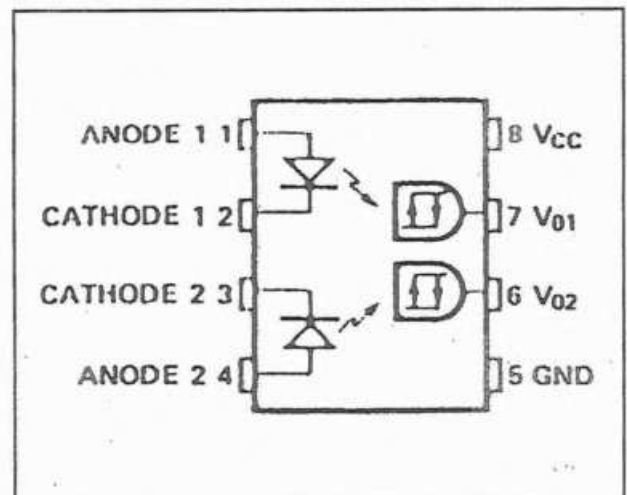 ANODE 1 1
8 VCC
CATHODE 1 2
7 V01
CATHODE 2 3
6 V02
ANODE 2 4
5 GND